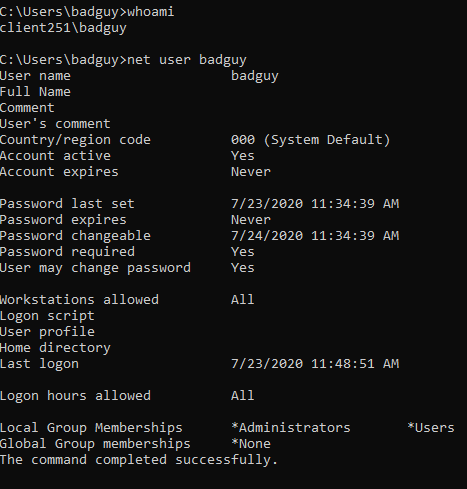 C:\Users\badguy>whoami
client251\badguy
C:\Users\badguy>net user badguy
User name badguy
Full Name
Comment
User's comment
Country/region code 000 (System Default)
Account active Yes
Account expires Never
Password last set 7/23/2020 11:34:39 AM
Password expires Never
Password changeable 7/24/2020 11:34:39 AM
Password required Yes
User may change password Yes
Workstations allowed All
Logon script
User profile
Home directory
Last logon 7/23/2020 11:48:51 AM
Logon hours allowed All
Local Group Memberships *Administrators *Users
Global Group memberships *None
The command completed successfully.